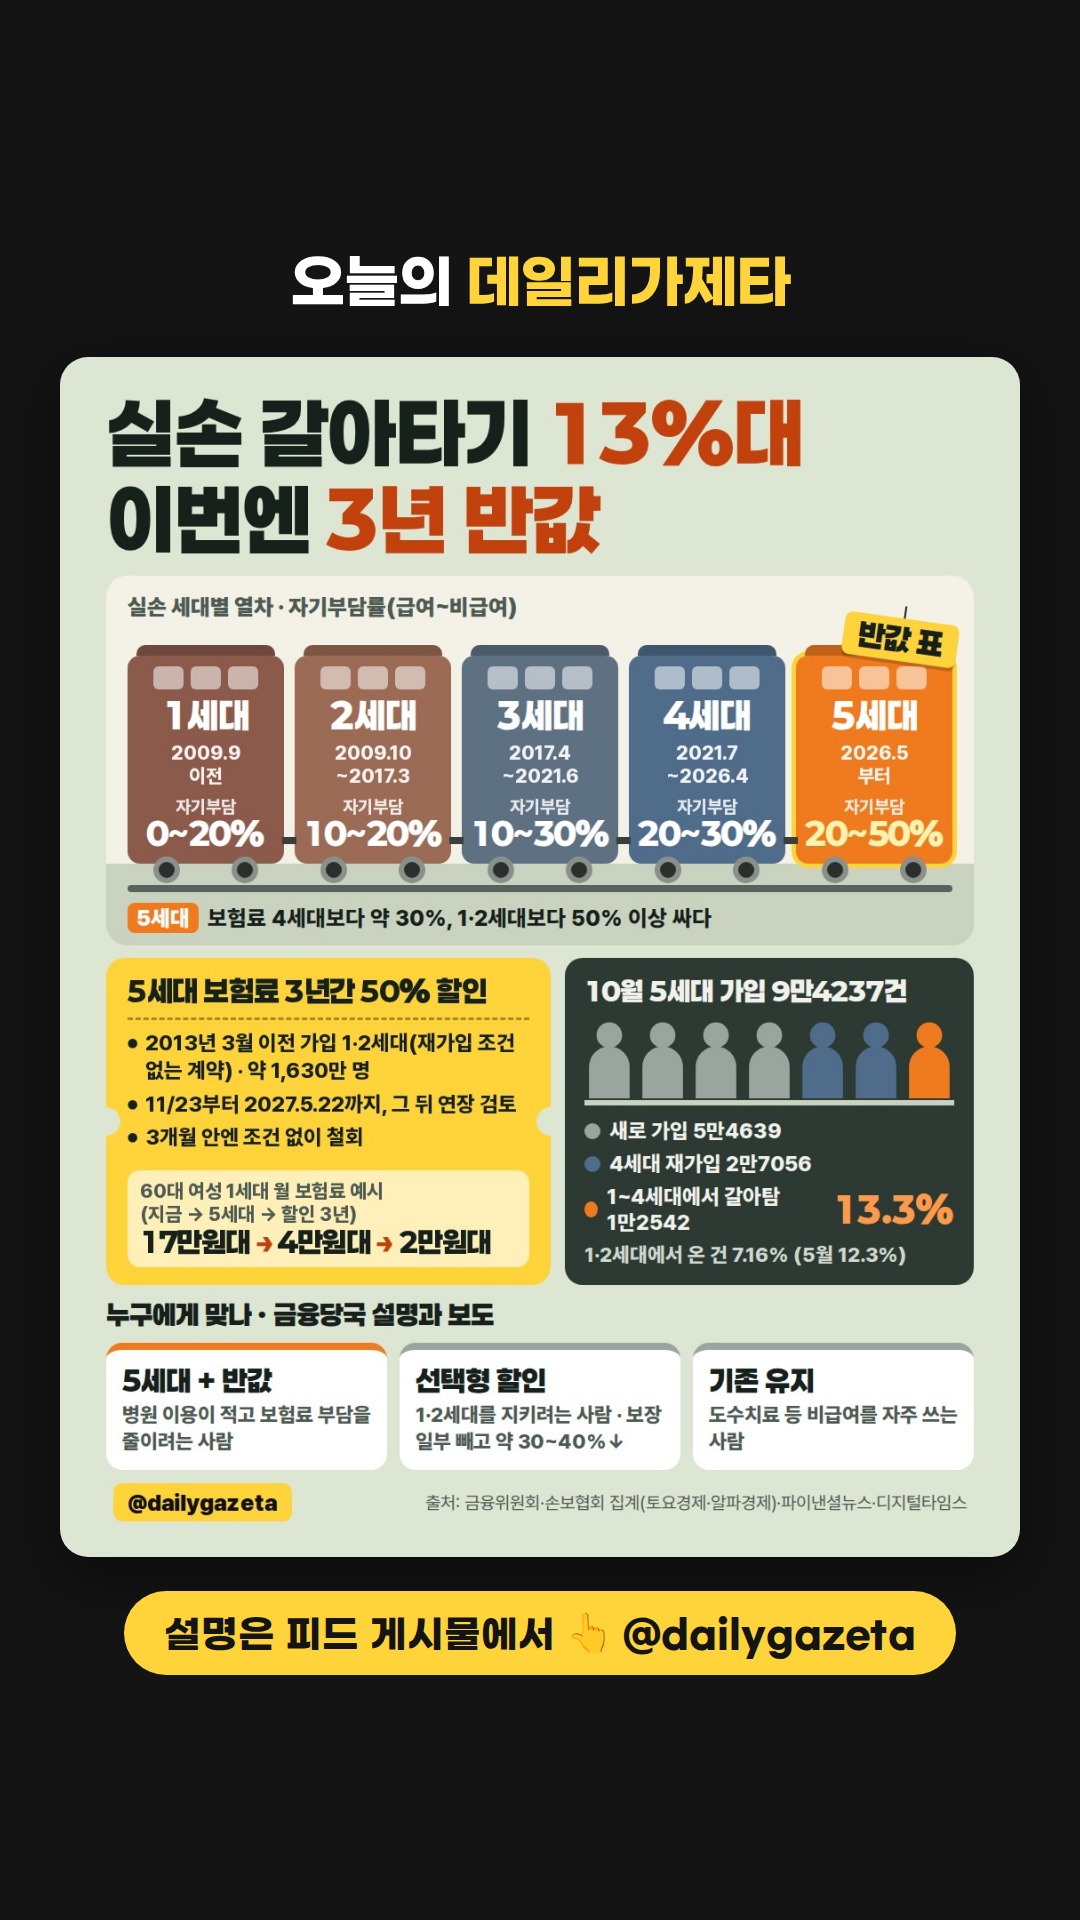 오늘의 데일리가제타
실손 갈아타기 13%대
이번엔 3년 반값
실손 세대별 열차 · 자기부담률(급여~비급여)
반값 표
1세대
2009.9
이전
자기부담
0~20%
2세대
2009.10
~2017.3
자기부담
10~20%
3세대
2017.4
~2021.6
자기부담
10~30%
4세대
2021.7
~2026.4
자기부담
20~30%
5세대
2026.5
부터
자기부담
20~50%
5세대 보험료 4세대보다 약 30%, 1·2세대보다 50% 이상 싸다
5세대 보험료 3년간 50% 할인
• 2013년 3월 이전 가입 1·2세대(재가입 조건
없는 계약) · 약 1,630만 명
• 11/23부터 2027.5.22까지, 그 뒤 연장 검토
• 3개월 안엔 조건 없이 철회
60대 여성 1세대 월 보험료 예시
(지금 → 5세대 → 할인 3년)
17만원대 → 4만원대 → 2만원대
10월 5세대 가입 9만4237건
새로 가입 5만4639
4세대 재가입 2만7056
1~4세대에서 갈아탐
1만2542
13.3%
1·2세대에서 온 건 7.16% (5월 12.3%)
누구에게 맞나 · 금융당국 설명과 보도
5세대 + 반값
병원 이용이 적고 보험료 부담을
줄이려는 사람
선택형 할인
1·2세대를 지키려는 사람 · 보장
일부 빼고 약 30~40%↓
기존 유지
도수치료 등 비급여를 자주 쓰는
사람
@dailygazeta
출처: 금융위원회·손보협회 집계(토요경제·알파경제)·파이낸셜뉴스·디지털타임스
설명은 피드 게시물에서 👆 @dailygazeta